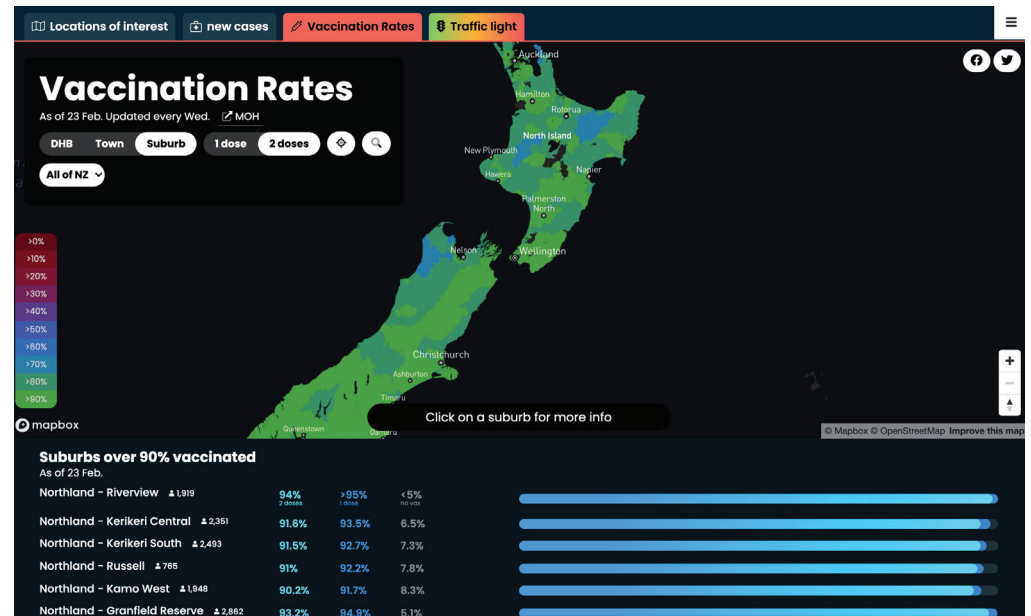 Locations of interest
new cases
Vaccination Rates
Traffic light
Vaccination Rates
As of 23 Feb. Updated every Wed. MOH
DHB Town Suburb 1 dose 2 doses
All of NZ
Auckland
Hamilton
Rotorua
North Island
New Plymouth
Napier
Hawera
Palmerston
North
Nelson
Wellington
Christchurch
Ashburton
Timaru
Queenstown
Oamaru
>0%
>10%
>20%
>30%
>40%
>50%
>60%
>70%
>80%
>90%
Click on a suburb for more info
mapbox
© Mapbox © OpenStreetMap Improve this map
Suburbs over 90% vaccinated
As of 23 Feb.
Northland - Riverview 1,919 94% >95% <5%
2 doses 1 dose no vax
Northland - Kerikeri Central 2,351 91.6% 93.5% 6.5%
Northland - Kerikeri South 2,493 91.5% 92.7% 7.3%
Northland - Russell 765 91% 92.2% 7.8%
Northland - Kamo West 1,948 90.2% 91.7% 8.3%
Northland - Granfield Reserve 2,862 93.2% 94.9% 5.1%